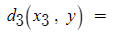 d₃(x₃ , y) =